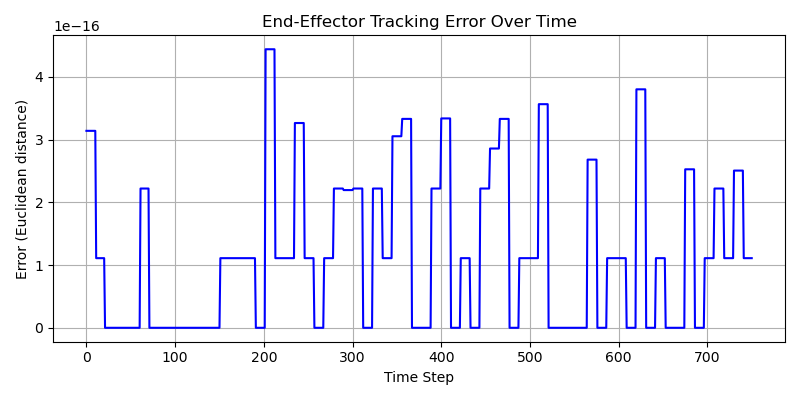 End-Effector Tracking Error Over Time
1e−16
4
3
2
1
0
Error (Euclidean distance)
0 100 200 300 400 500 600 700
Time Step